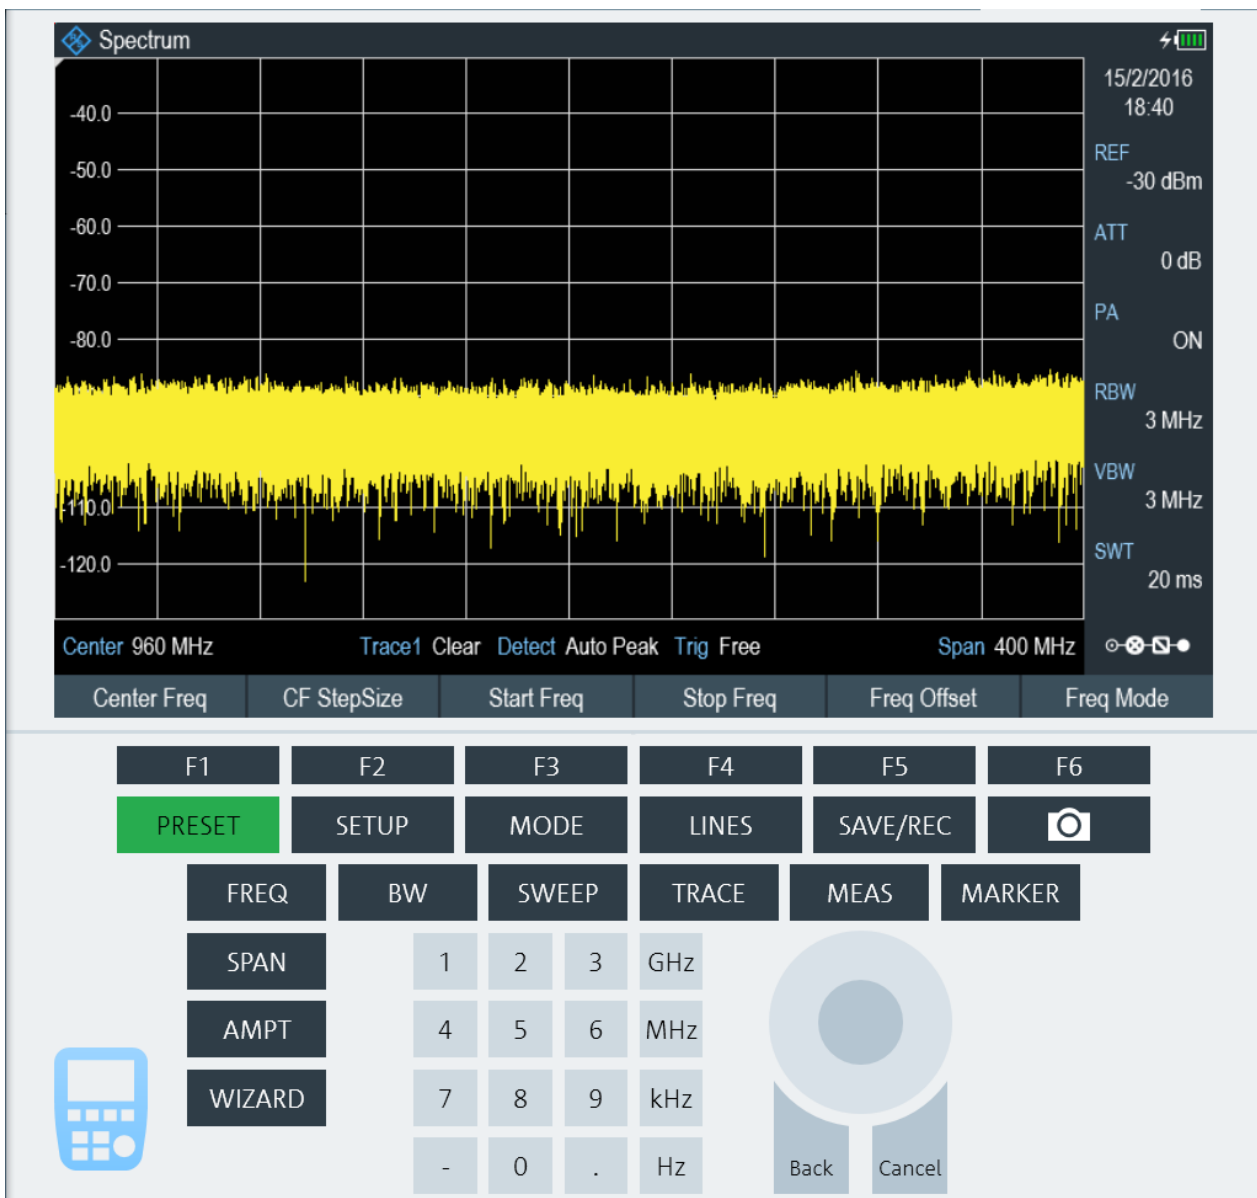 Spectrum
15/2/2016
18:40
-40.0
-50.0
-60.0
-70.0
-80.0
-110.0
-120.0
REF
-30 dBm
ATT
0 dB
PA
ON
RBW
3 MHz
VBW
3 MHz
SWT
20 ms
Center 960 MHz Trace1 Clear Detect Auto Peak Trig Free Span 400 MHz
Center Freq CF StepSize Start Freq Stop Freq Freq Offset Freq Mode
F1 F2 F3 F4 F5 F6
PRESET SETUP MODE LINES SAVE/REC
FREQ BW SWEEP TRACE MEAS MARKER
SPAN 1 2 3 GHz
AMPT 4 5 6 MHz
WIZARD 7 8 9 kHz
- 0 . Hz Back Cancel